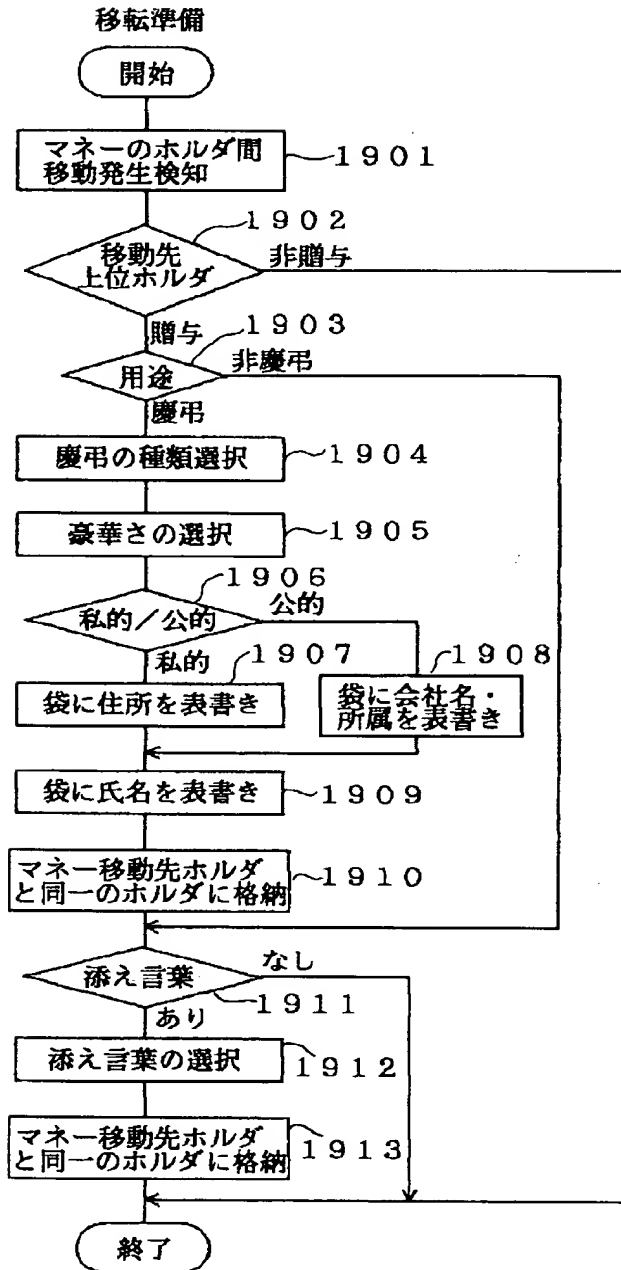 移転準備
開始
マネーのホルダ間
移動発生検知
1901
1902
移動先
上位ホルダ
非贈与
贈与
1903
用途
非慶弔
慶弔
慶弔の種類選択
1904
豪華さの選択
1905
1906
私的/公的
公的
私的
1907
1908
袋に住所を表書き
袋に会社名・
所属を表書き
袋に氏名を表書き
1909
マネー移動先ホルダ
と同一のホルダに格納
1910
添え言葉
なし
1911
あり
添え言葉の選択
1912
マネー移動先ホルダ
と同一のホルダに格納
1913
終了